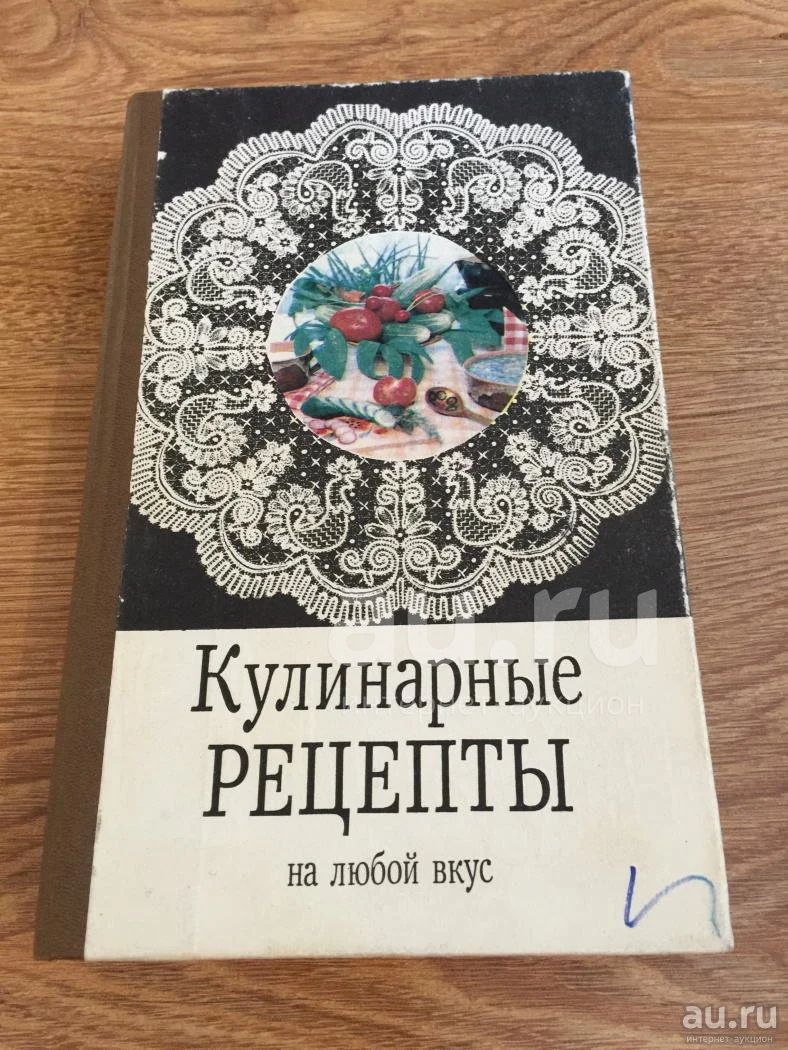 au.ru
интернет аукцион
Кулинарные
РЕЦЕПТЫ
на любой вкус
au.ru
интернет-аукцион